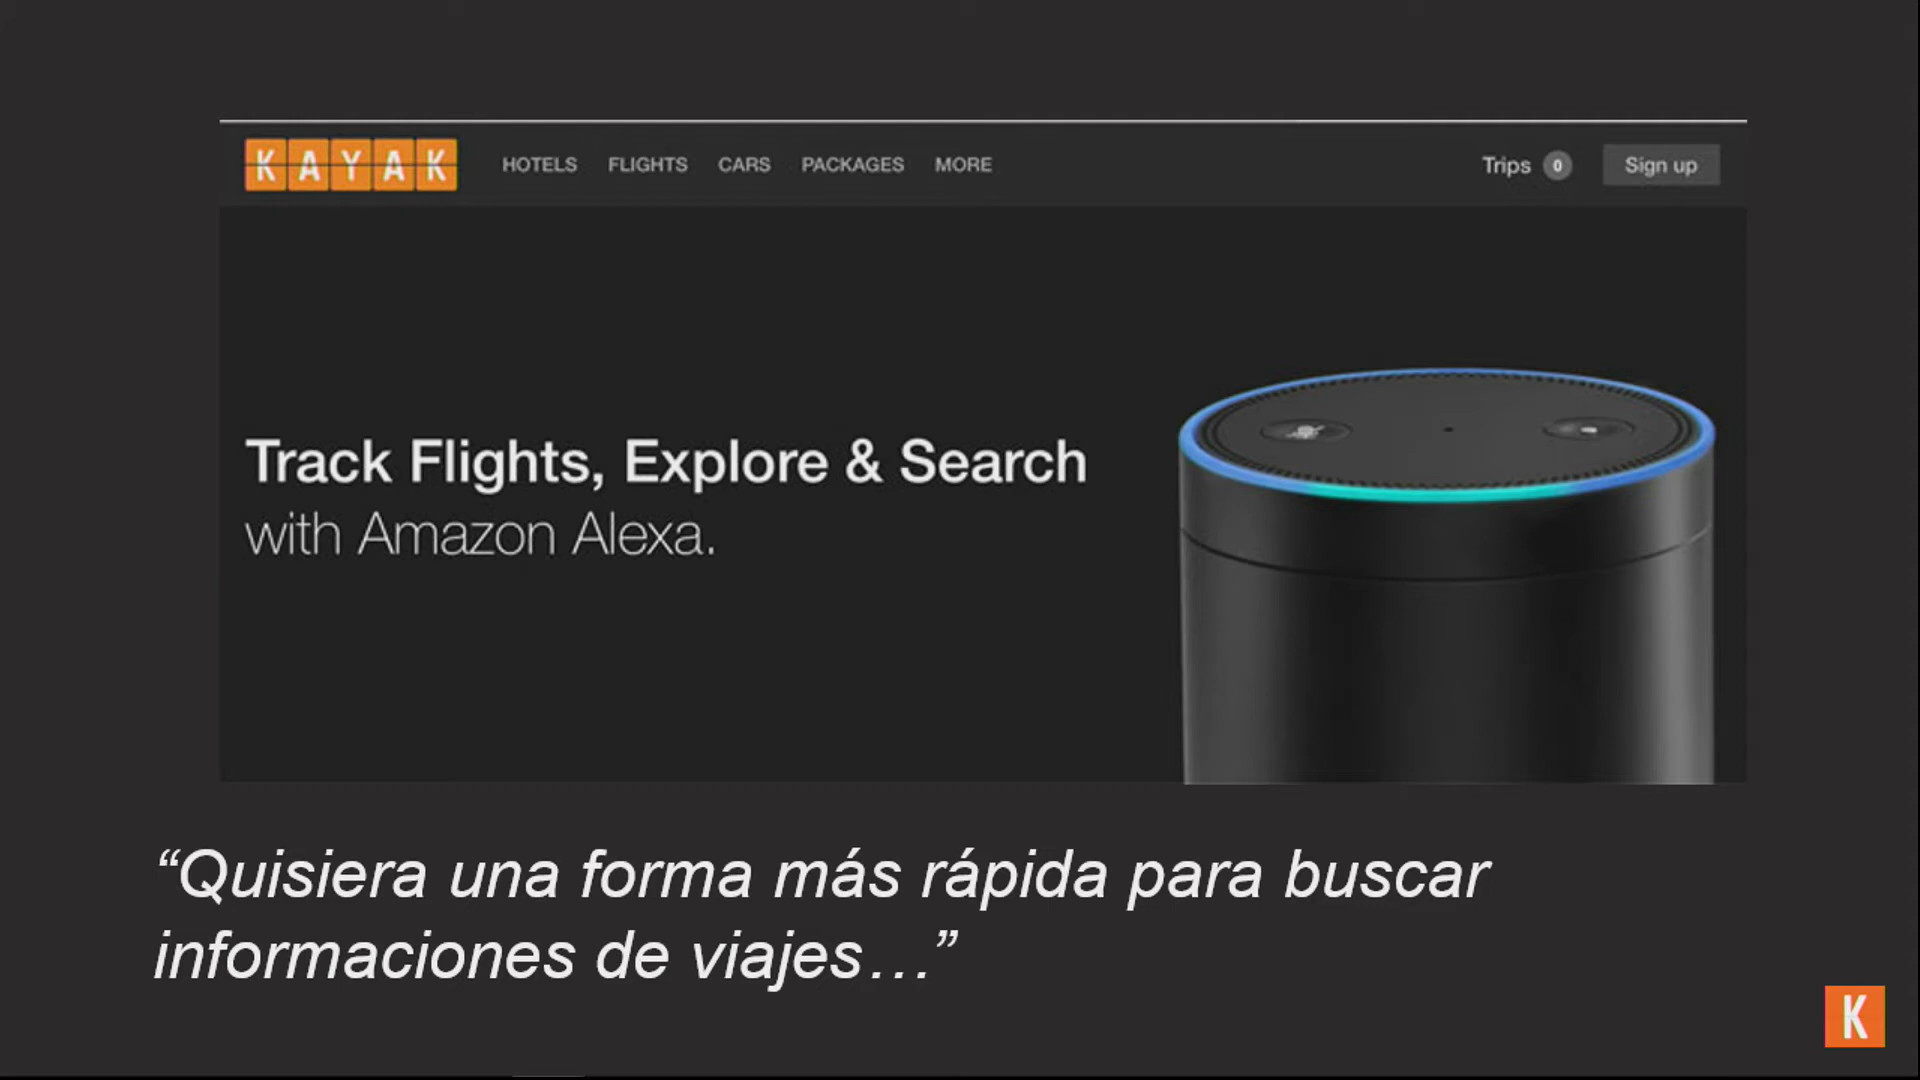 KAYAK HOTELS FLIGHTS CARS PACKAGES MORE Trips 0 Sign up
Track Flights, Explore & Search
with Amazon Alexa.
“Quisiera una forma más rápida para buscar
informaciones de viajes…”
K